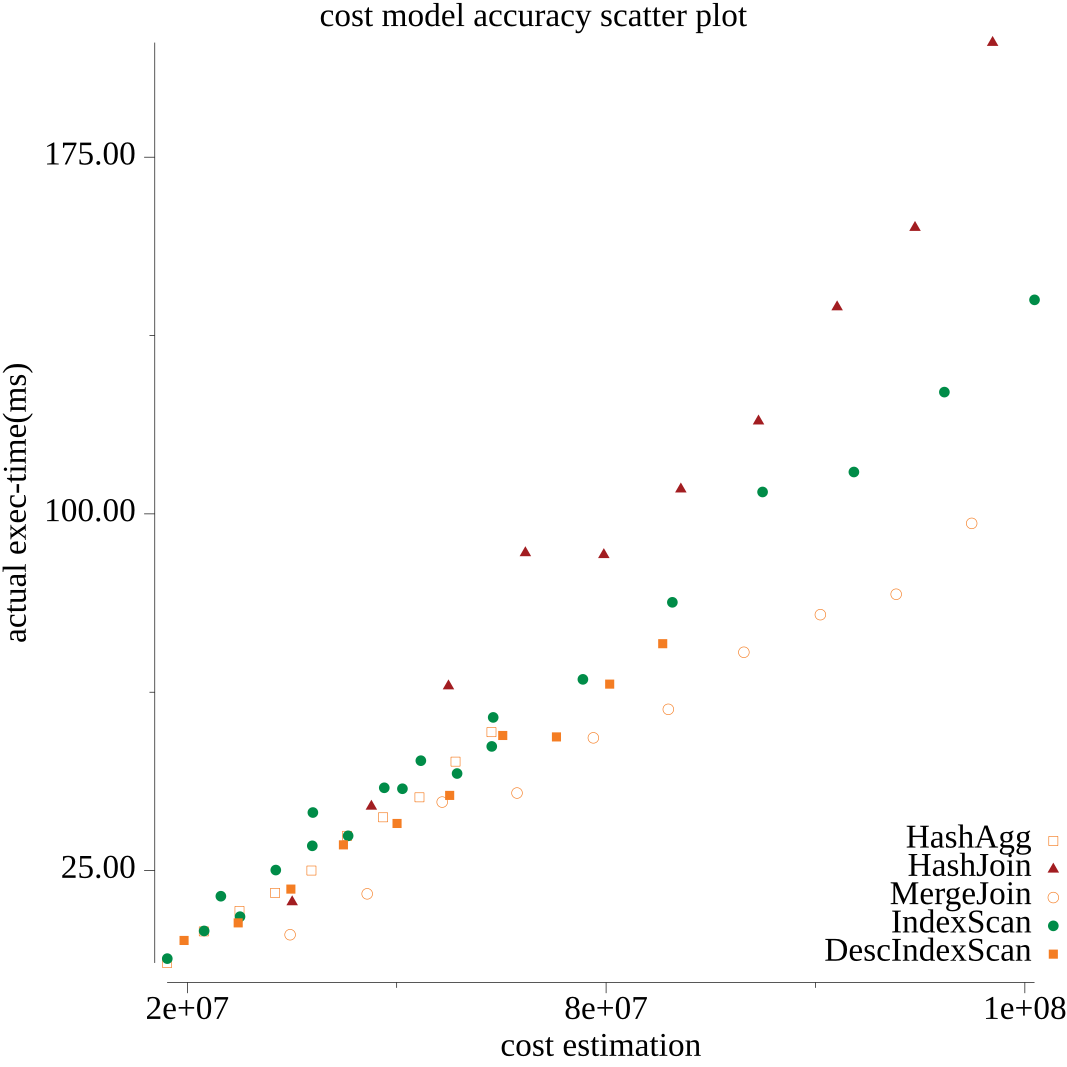 cost model accuracy scatter plot
175.00
100.00
25.00
actual exec-time(ms)
HashAgg
HashJoin
MergeJoin
IndexScan
DescIndexScan
2e+07 8e+07 1e+08
cost estimation